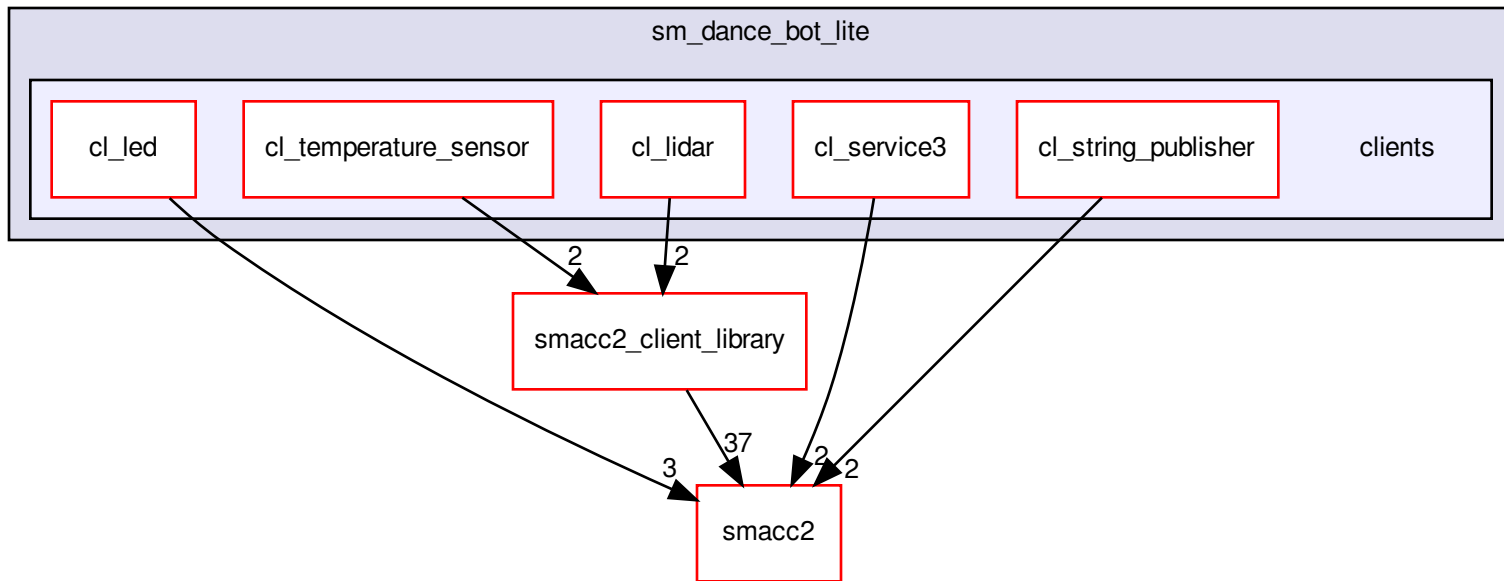 sm_dance_bot_lite
cl_led
cl_temperature_sensor
cl_lidar
cl_service3
cl_string_publisher
clients
2
2
smacc2_client_library
37
3
2
2
smacc2